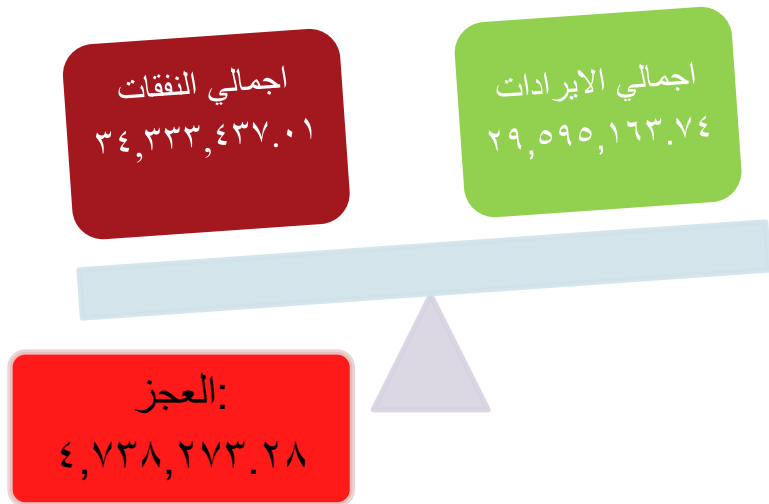 اجمالي الايرادات
٢٩,٥٩٥,١٦٣.٧٤
اجمالي النفقات
٣٤,٣٣٣,٤٣٧.٠١
العجز:
٤,٧٣٨,٢٧٣.٢٨